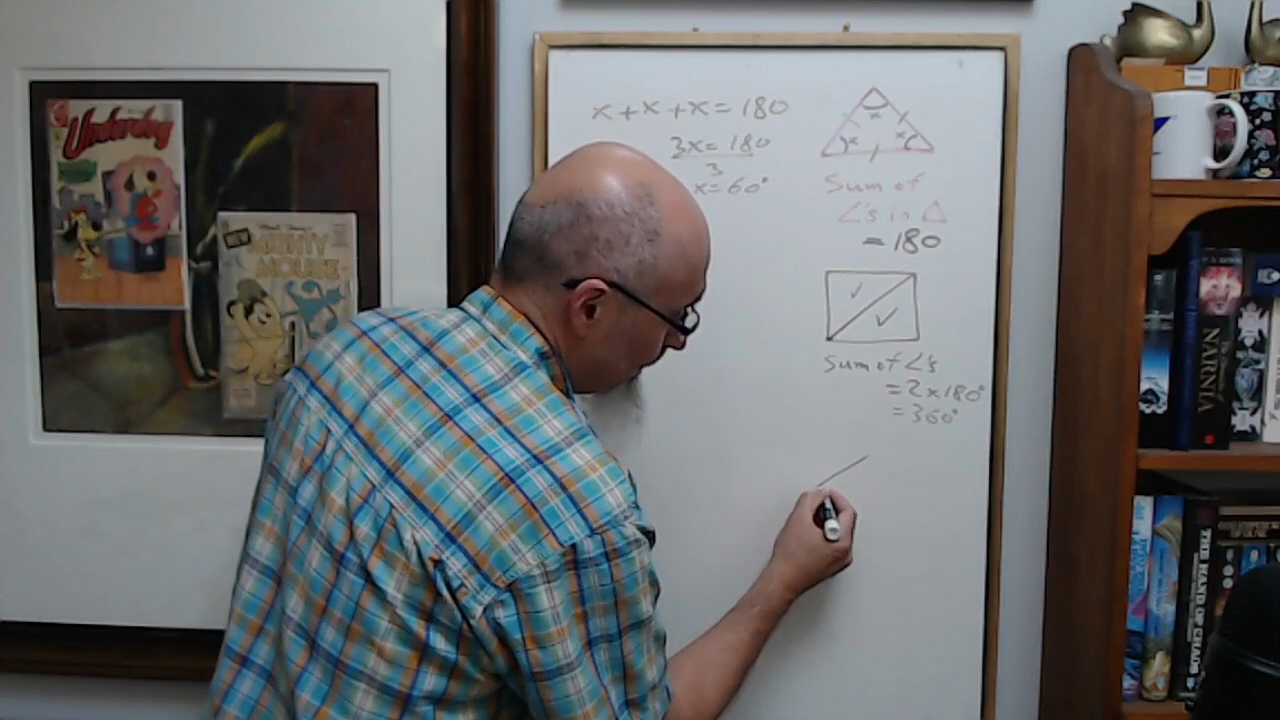 Underdog
NEW
MIGHTY
MOUSE
x + x + x = 180
3x = 180
3
x = 60°
x
x
x
Sum of
∠'s in △
= 180
✓
✓
Sum of ∠'s
= 2 x 180°
= 360°
NARNIA
THE HAND OF CHAOS